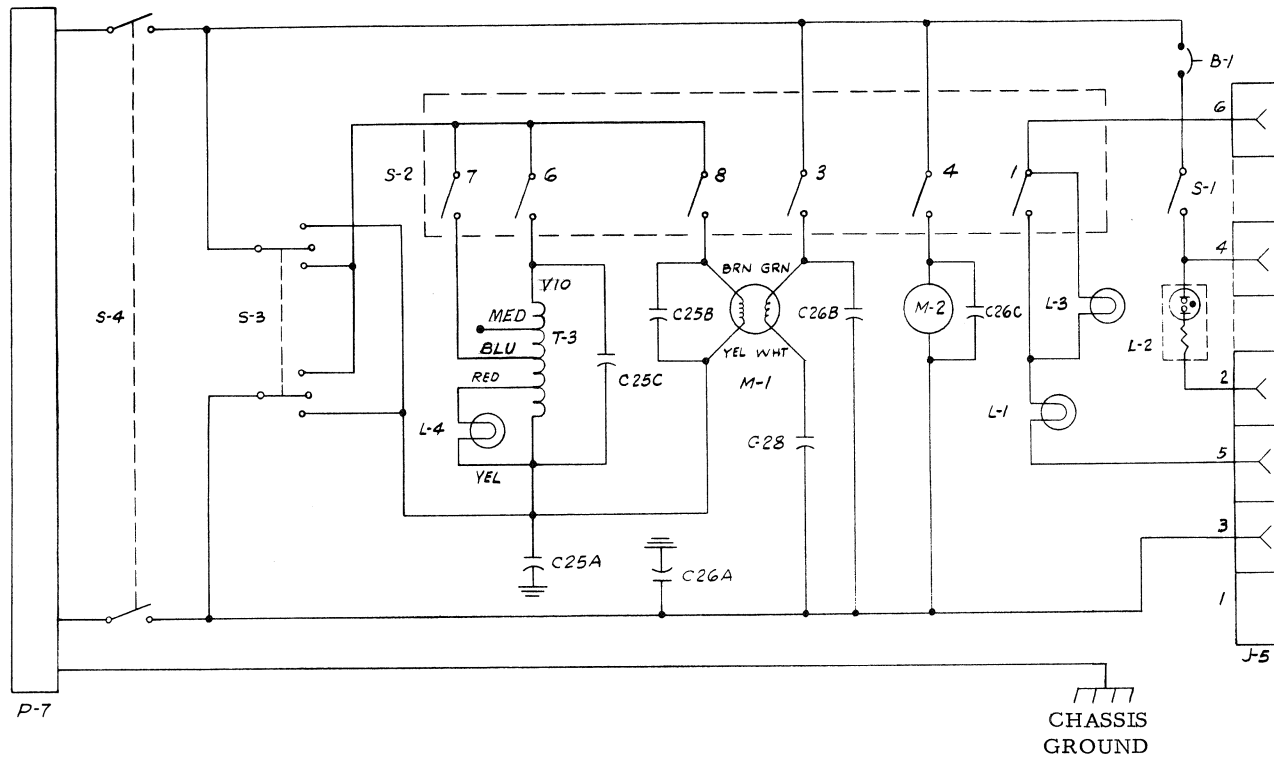 B-1
6
S-2
7
6
8
3
4
1
S-1
4
BRN GRN
V10
MED
C25B
C26B
M-2
C26C
L-3
S-4
S-3
T-3
BLU
L-2
YEL WHT
C25C
M-1
RED
2
L-4
L-1
C-28
5
YEL
3
C25A
C26A
1
J-5
P-7
CHASSIS
GROUND